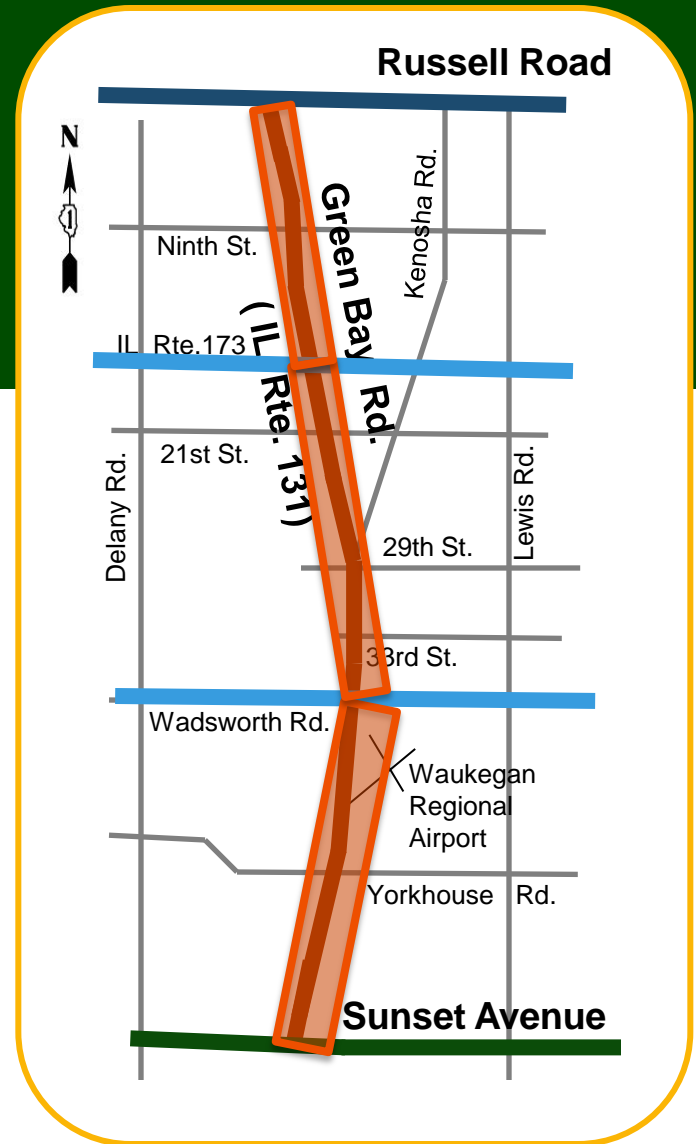 Russell Road
N
1
Kenosha Rd.
Green Bay Rd.
Ninth St.
( IL Rte. 131)
IL Rte.173
21st St.
Delany Rd.
Lewis Rd.
29th St.
33rd St.
Wadsworth Rd.
Waukegan
Regional
Airport
Yorkhouse Rd.
Sunset Avenue